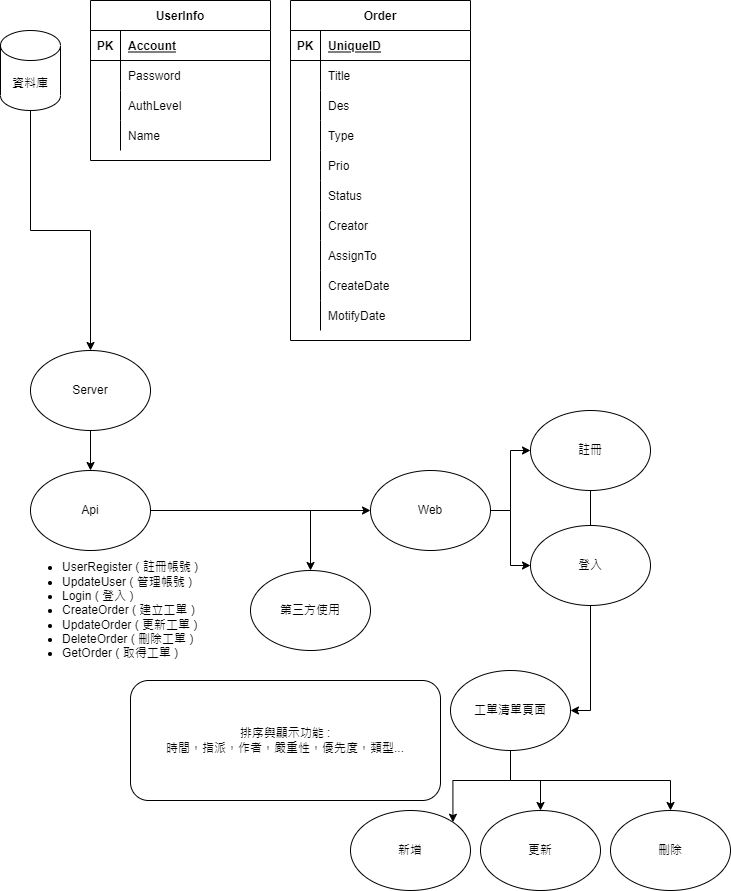 資料庫
UserInfo
PK Account
Password
AuthLevel
Name
Order
PK UniqueID
Title
Des
Type
Prio
Status
Creator
AssignTo
CreateDate
MotifyDate
Server
Api
Web
註冊
登入
UserRegister ( 註冊帳號 )
UpdateUser ( 管理帳號 )
Login ( 登入 )
CreateOrder ( 建立工單 )
UpdateOrder ( 更新工單 )
DeleteOrder ( 刪除工單 )
GetOrder ( 取得工單 )
第三方使用
工單清單頁面
排序與顯示功能 :
時間，指派，作者，嚴重性，優先度，類型...
新增
更新
刪除